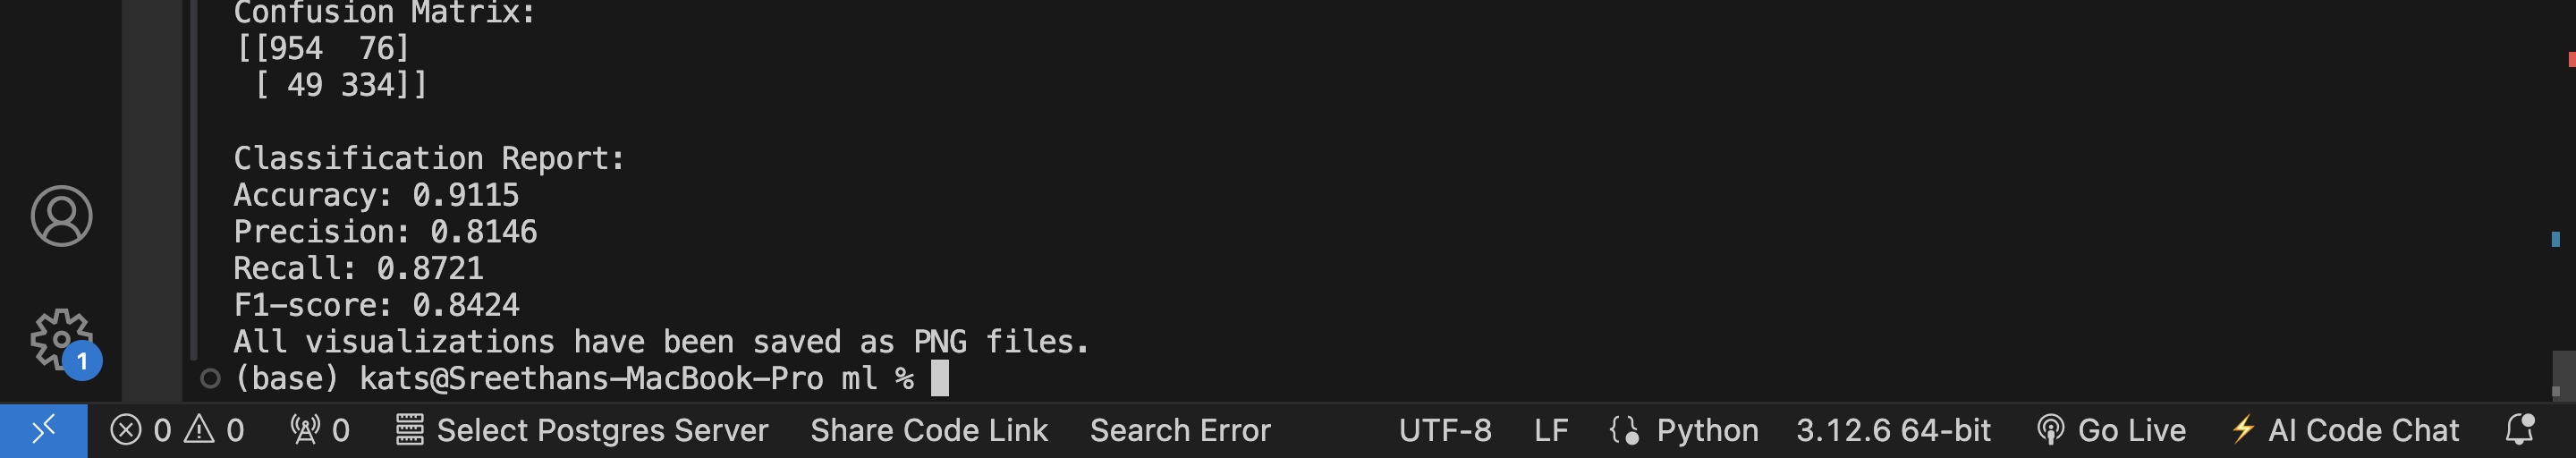 Confusion Matrix:
[[954  76]
 [ 49 334]]
Classification Report:
Accuracy: 0.9115
Precision: 0.8146
Recall: 0.8721
F1-score: 0.8424
All visualizations have been saved as PNG files.
(base) kats@Sreethans-MacBook-Pro ml %
1
0 0 0 Select Postgres Server Share Code Link Search Error UTF-8 LF Python 3.12.6 64-bit Go Live AI Code Chat